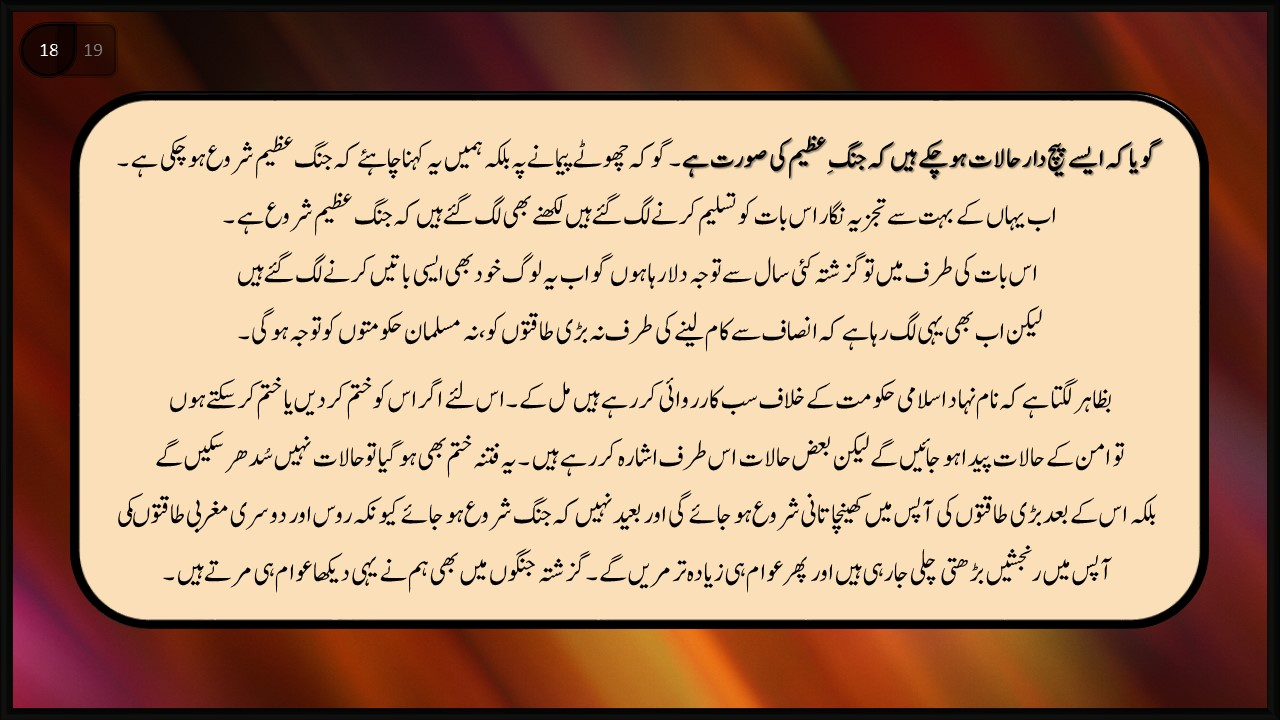 18 19
گویا کہ ایسے پیچ دار حالات ہوچکے ہیں کہ جنگِ عظیم کی صورت ہے۔ گو کہ چھوٹے پیمانے پہ بلکہ ہمیں یہ کہنا چاہئے کہ جنگ عظیم شروع ہوچکی ہے۔
اب یہاں کے بہت سے تجزیہ نگار اس بات کو تسلیم کرنے لگ گئے ہیں لکھنے بھی لگ گئے ہیں کہ جنگ عظیم شروع ہے۔
اس بات کی طرف میں تو گزشتہ کئی سال سے توجہ دلا رہا ہوں گو اب یہ لوگ خود بھی ایسی باتیں کرنے لگ گئے ہیں
لیکن اب بھی یہی لگ رہا ہے کہ انصاف سے کام لینے کی طرف نہ بڑی طاقتوں کو،نہ مسلمان حکومتوں کو توجہ ہوگی۔
بظاہر لگتا ہے کہ نام نہاد اسلامی حکومت کے خلاف سب کارروائی کر رہے ہیں مل کے۔ اس لئے اگر اس کو ختم کر دیں یا ختم کر سکتے ہوں
تو امن کے حالات پیدا ہو جائیں گے لیکن بعض حالات اس طرف اشارہ کر رہے ہیں۔ یہ فتنہ ختم بھی ہو گیا تو حالات نہیں سُدھر سکیں گے
بلکہ اس کے بعد بڑی طاقتوں کی آپس میں کھینچا تانی شروع ہو جائے گی اور بعید نہیں کہ جنگ شروع ہو جائے کیونکہ روس اور دوسری مغربی طاقتوں کی
آپس میں رنجشیں بڑھتی چلی جارہی ہیں اور پھر عوام ہی زیادہ تر مریں گے۔ گزشتہ جنگوں میں بھی ہم نے یہی دیکھا عوام ہی مرتے ہیں۔